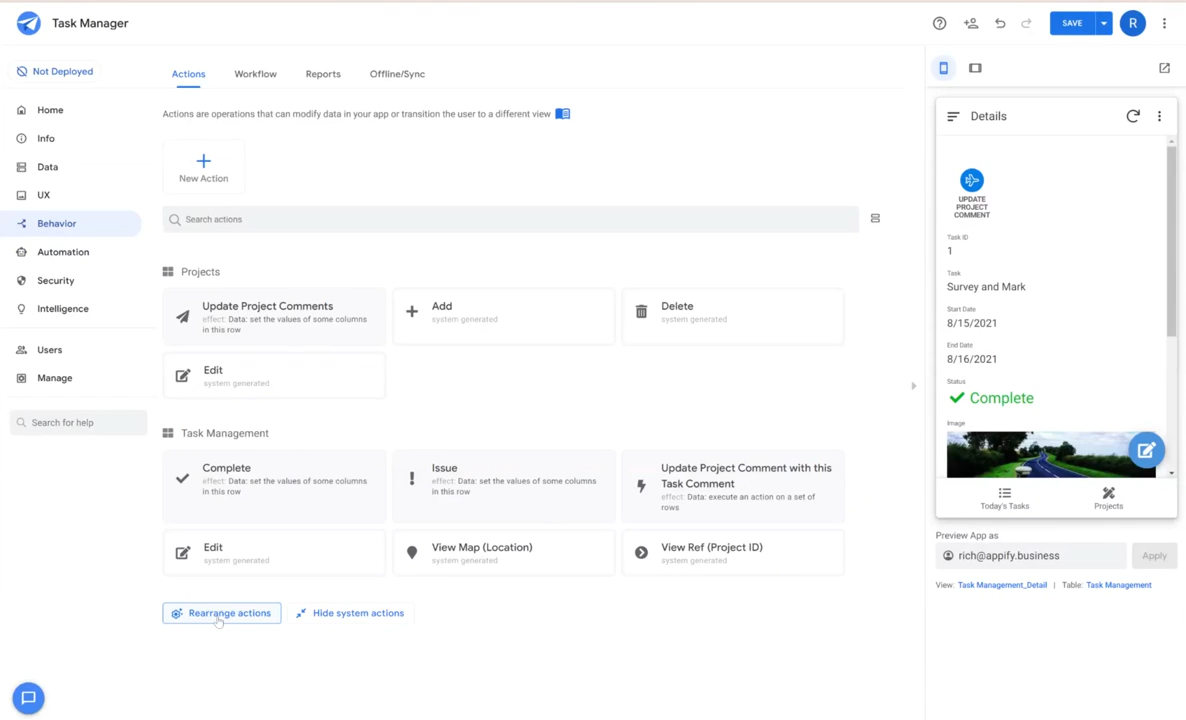 Task Manager
SAVE
R
Not Deployed
Actions
Workflow
Reports
Offline/Sync
Home
Info
Data
UX
Behavior
Automation
Security
Intelligence
Users
Manage
Search for help
Actions are operations that can modify data in your app or transition the user to a different view
New Action
Search actions
Projects
Update Project Comments
effect: Data: set the values of some columns
in this row
Add
system generated
Delete
system generated
Edit
system generated
Task Management
Complete
effect: Data: set the values of some columns
in this row
Issue
effect: Data: set the values of some columns
in this row
Update Project Comment with this
Task Comment
effect: Data: execute an action on a set of
rows
Edit
system generated
View Map (Location)
system generated
View Ref (Project ID)
system generated
Rearrange actions
Hide system actions
Details
UPDATE
PROJECT
COMMENT
Task ID
1
Task
Survey and Mark
Start Date
8/15/2021
End Date
8/16/2021
Status
Complete
Image
Today's Tasks
Projects
Preview App as
rich@appify.business
Apply
View: Task Management_Detail | Table: Task Management